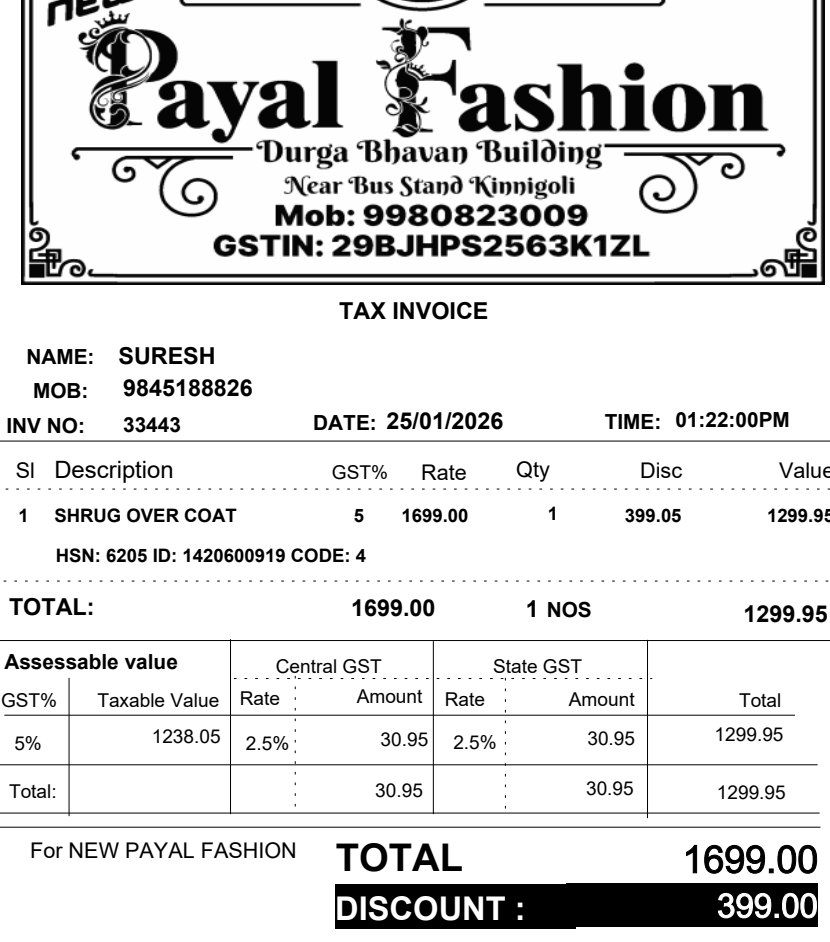 new
Payal Fashion
Durga Bhavan Building
Near Bus Stand Kinnigoli
Mob: 9980823009
GSTIN: 29BJHPS2563K1ZL
TAX INVOICE
NAME: SURESH
MOB: 9845188826
INV NO: 33443 DATE: 25/01/2026 TIME: 01:22:00PM
Sl Description GST% Rate Qty Disc Value
1 SHRUG OVER COAT 5 1699.00 1 399.05 1299.95
HSN: 6205 ID: 1420600919 CODE: 4
TOTAL: 1699.00 1 NOS 1299.95
Assessable value Central GST State GST
GST% Taxable Value Rate Amount Rate Amount Total
5% 1238.05 2.5% 30.95 2.5% 30.95 1299.95
Total: 30.95 30.95 1299.95
For NEW PAYAL FASHION TOTAL 1699.00
DISCOUNT : 399.00